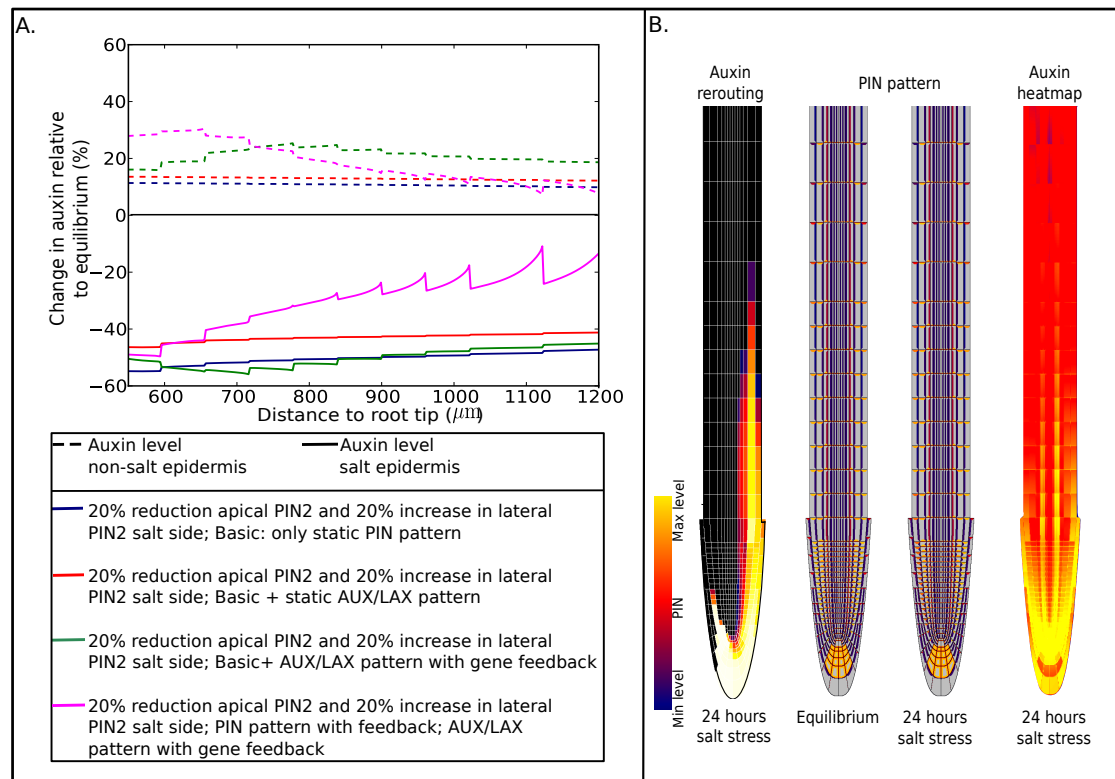 A.
60
40
20
0
−20
−40
−60
Change in auxin relative
to equilibrium (%)
600
700
800
900
1000
1100
1200
Distance to root tip (μm)
Auxin level
non-salt epidermis
Auxin level
salt epidermis
20% reduction apical PIN2 and 20% increase in lateral
PIN2 salt side; Basic: only static PIN pattern
20% reduction apical PIN2 and 20% increase in lateral
PIN2 salt side; Basic + static AUX/LAX pattern
20% reduction apical PIN2 and 20% increase in lateral
PIN2 salt side; Basic+ AUX/LAX pattern with gene feedback
20% reduction apical PIN2 and 20% increase in lateral
PIN2 salt side; PIN pattern with feedback; AUX/LAX
pattern with gene feedback
B.
Auxin
rerouting
PIN pattern
Auxin
heatmap
Max level
PIN
Min level
24 hours
salt stress
Equilibrium
24 hours
salt stress
24 hours
salt stress